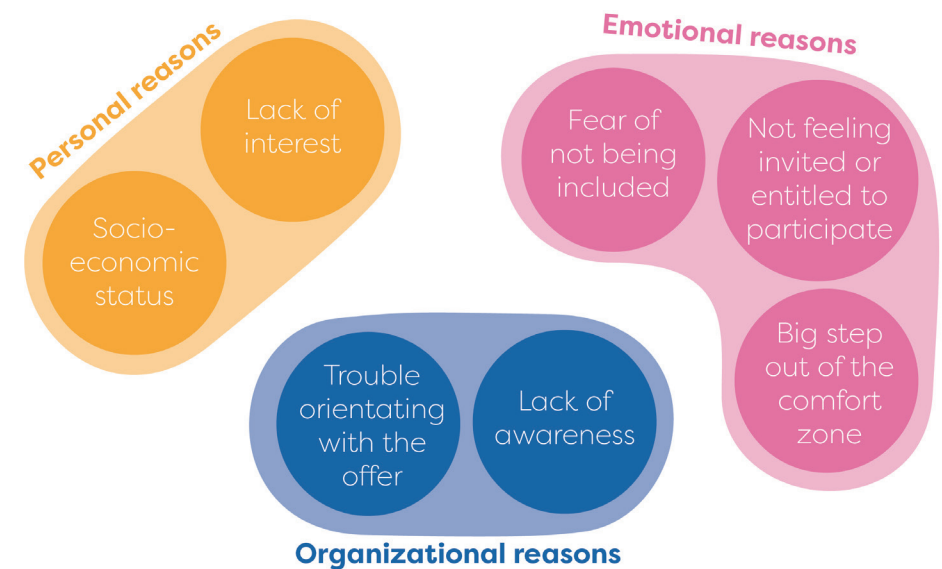 Personal reasons
Lack of
interest
Socio-
economic
status
Emotional reasons
Fear of
not being
included
Not feeling
invited or
entitled to
participate
Big step
out of the
comfort
zone
Trouble
orientating
with the
offer
Lack of
awareness
Organizational reasons